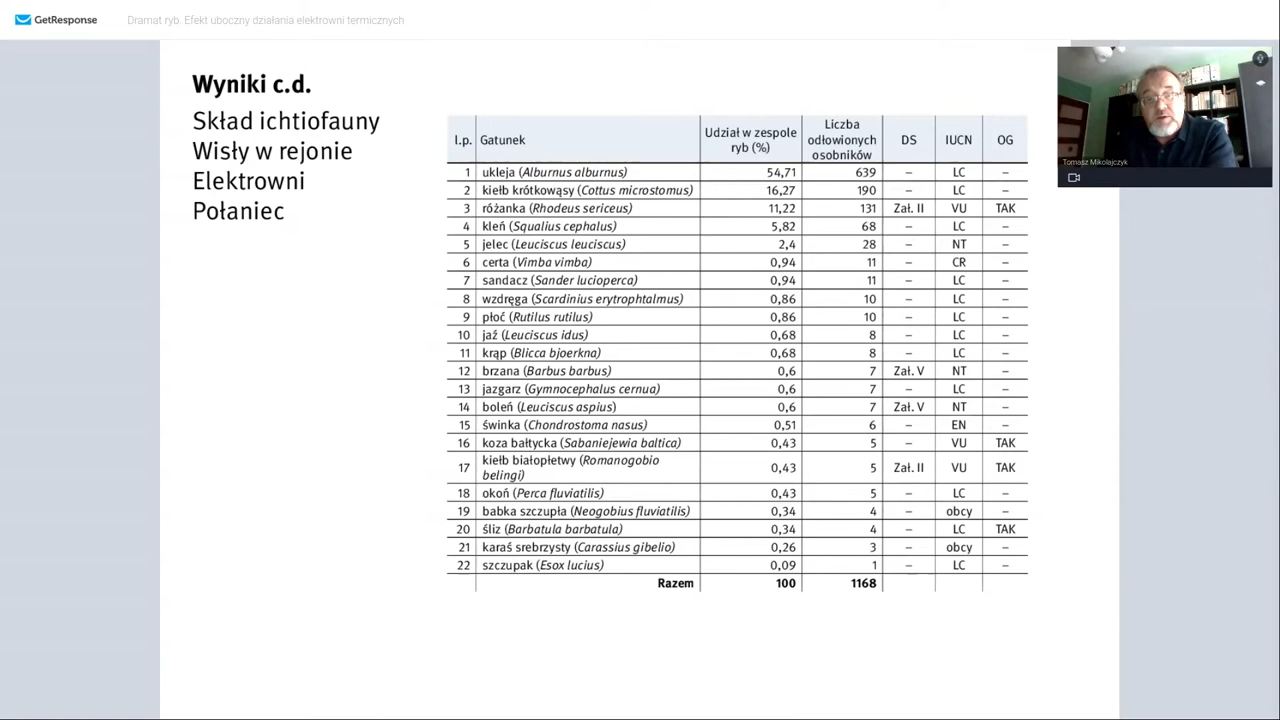 GetResponse
Dramat ryb. Efekt uboczny działania elektrowni termicznych
Wyniki c.d.
Skład ichtiofauny
Wisły w rejonie
Elektrowni
Połaniec
l.p. Gatunek Udział w zespole ryb (%) Liczba odłowionych osobników DS IUCN OG
1 ukleja (Alburnus alburnus) 54,71 639 – LC –
2 kiełb krótkowąsy (Cottus microstomus) 16,27 190 – LC –
3 różanka (Rhodeus sericeus) 11,22 131 Zał. II VU TAK
4 kleń (Squalius cephalus) 5,82 68 – LC –
5 jelec (Leuciscus leuciscus) 2,4 28 – NT –
6 certa (Vimba vimba) 0,94 11 – CR –
7 sandacz (Sander lucioperca) 0,94 11 – LC –
8 wzdręga (Scardinius erytrophtalmus) 0,86 10 – LC –
9 płoć (Rutilus rutilus) 0,86 10 – LC –
10 jaź (Leuciscus idus) 0,68 8 – LC –
11 krąp (Blicca bjoerkna) 0,68 8 – LC –
12 brzana (Barbus barbus) 0,6 7 Zał. V NT –
13 jazgarz (Gymnocephalus cernua) 0,6 7 – LC –
14 boleń (Leuciscus aspius) 0,6 7 Zał. V NT –
15 świnka (Chondrostoma nasus) 0,51 6 – EN –
16 koza bałtycka (Sabaniejewia baltica) 0,43 5 – VU TAK
17 kiełb białopłetwy (Romanogobio belingi) 0,43 5 Zał. II VU TAK
18 okoń (Perca fluviatilis) 0,43 5 – LC –
19 babka szczupła (Neogobius fluviatilis) 0,34 4 – obcy –
20 śliz (Barbatula barbatula) 0,34 4 – LC TAK
21 karaś srebrzysty (Carassius gibelio) 0,26 3 – obcy –
22 szczupak (Esox lucius) 0,09 1 – LC –
Razem 100 1168
Tomasz Mikołajczyk